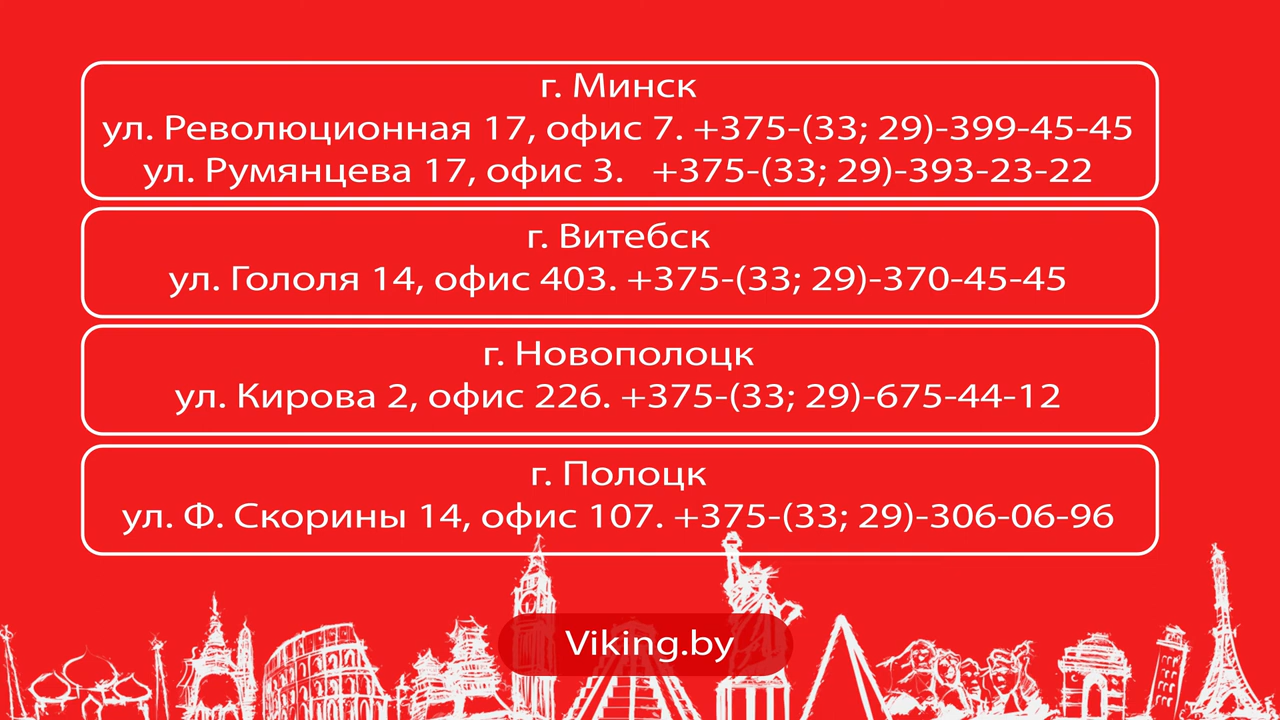 г. Минск
ул. Революционная 17, офис 7. +375-(33; 29)-399-45-45
ул. Румянцева 17, офис 3. +375-(33; 29)-393-23-22
г. Витебск
ул. Гололя 14, офис 403. +375-(33; 29)-370-45-45
г. Новополоцк
ул. Кирова 2, офис 226. +375-(33; 29)-675-44-12
г. Полоцк
ул. Ф. Скорины 14, офис 107. +375-(33; 29)-306-06-96
Viking.by